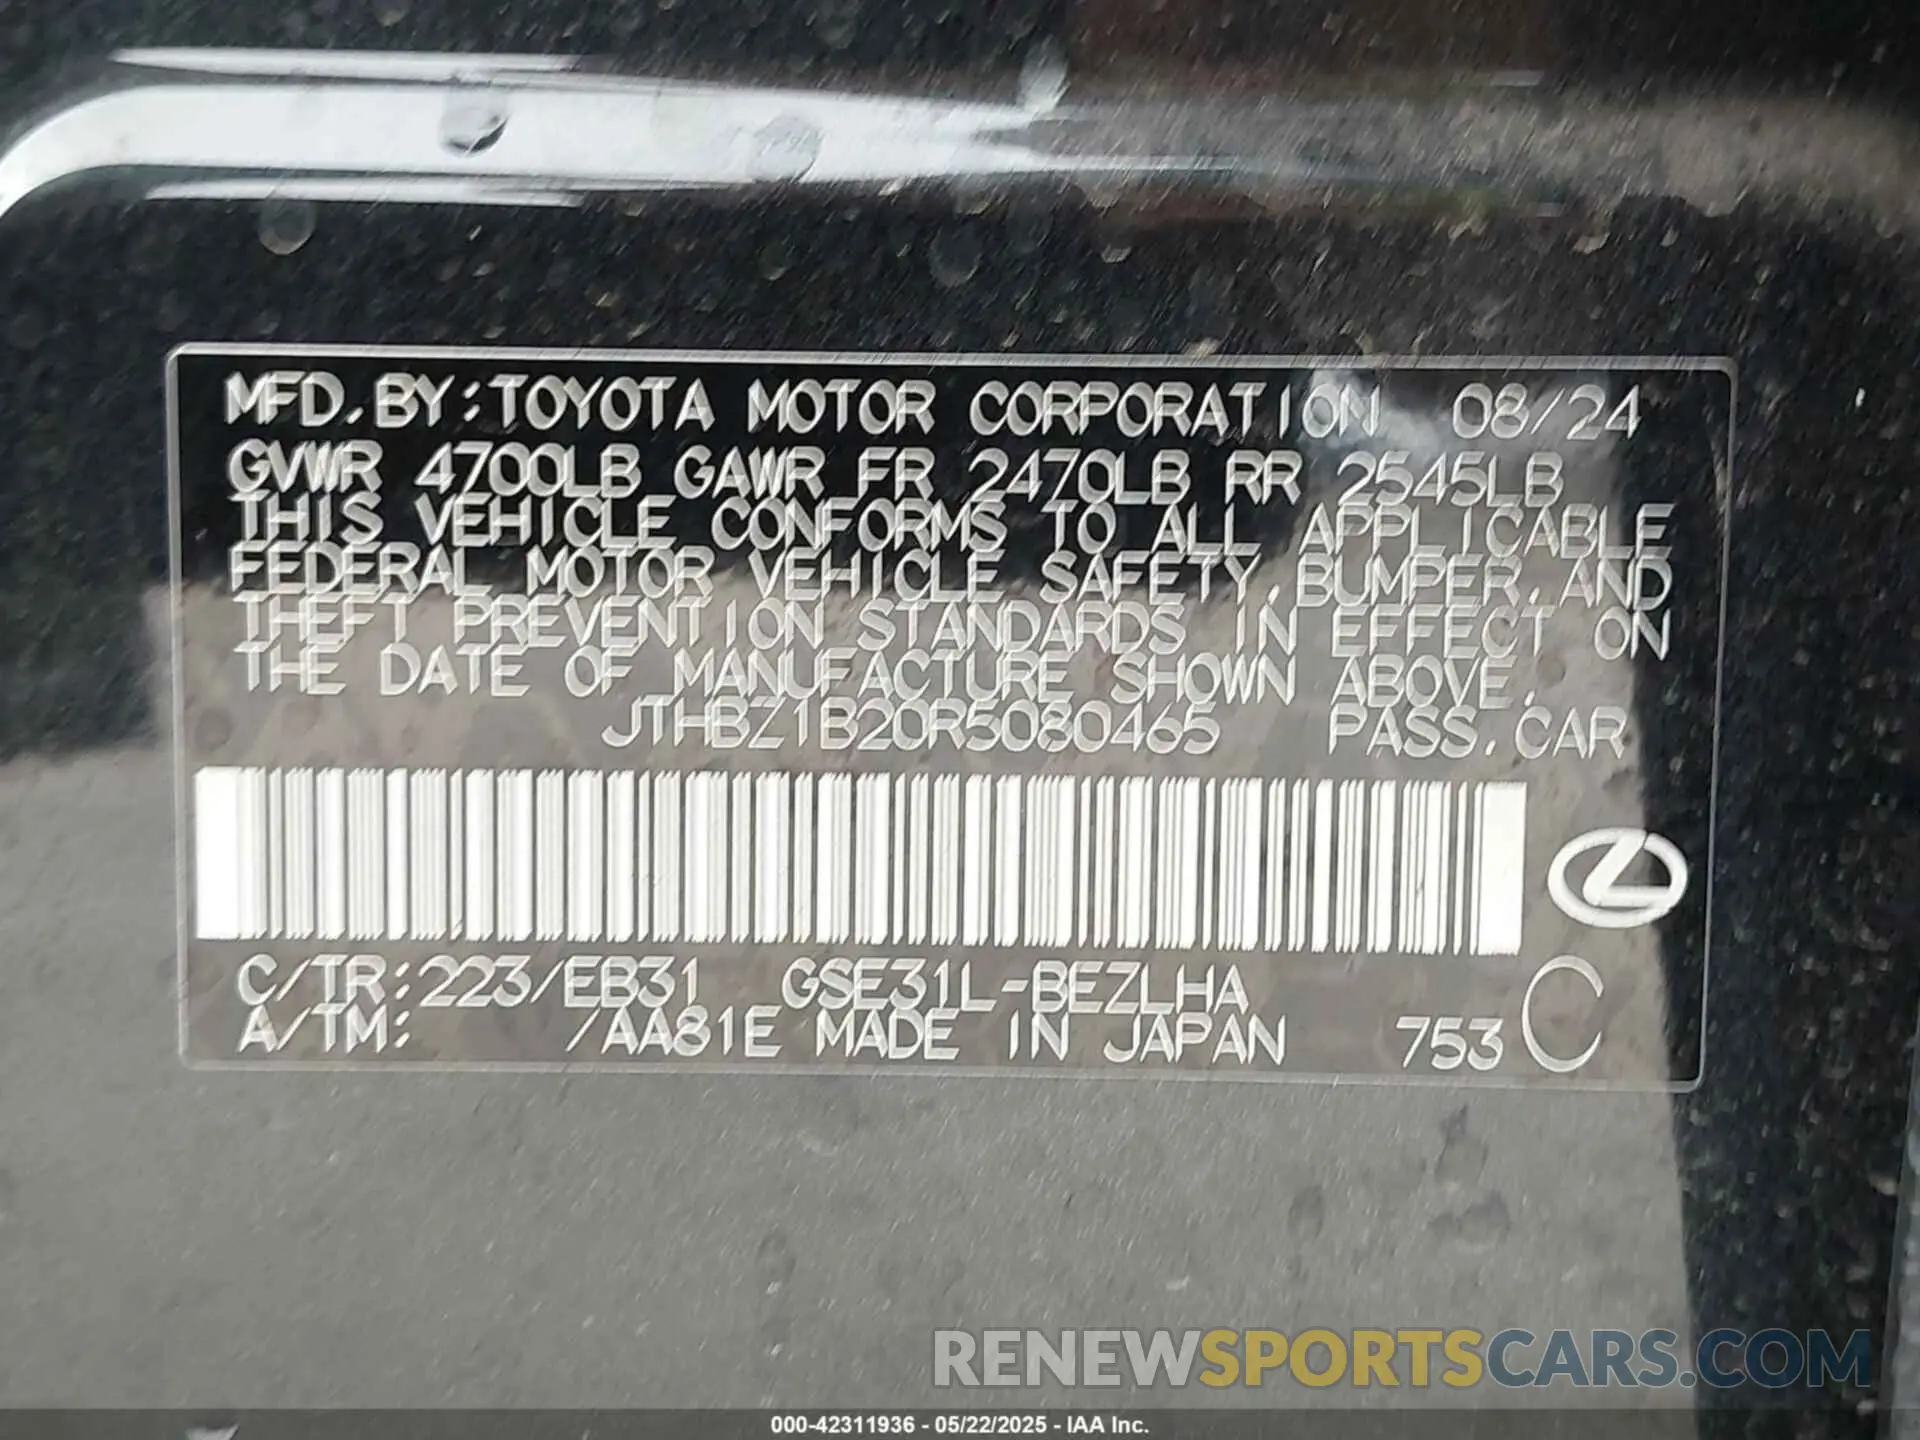 MFD. BY: TOYOTA MOTOR CORPORATION 08/24
GVWR 4700LB GAWR FR 2470LB RR 2545LB
THIS VEHICLE CONFORMS TO ALL APPLICABLE
FEDERAL MOTOR VEHICLE SAFETY, BUMPER, AND
THEFT PREVENTION STANDARDS IN EFFECT ON
THE DATE OF MANUFACTURE SHOWN ABOVE.
JTHBZ1B20R5080465 PASS. CAR
C/TR: 223/EB31 GSE31L-BEZLHA
A/TM: /AA81E MADE IN JAPAN 753 C
RENEWSPORTSCARS.COM
000-42311936 - 05/22/2025 - IAA Inc.